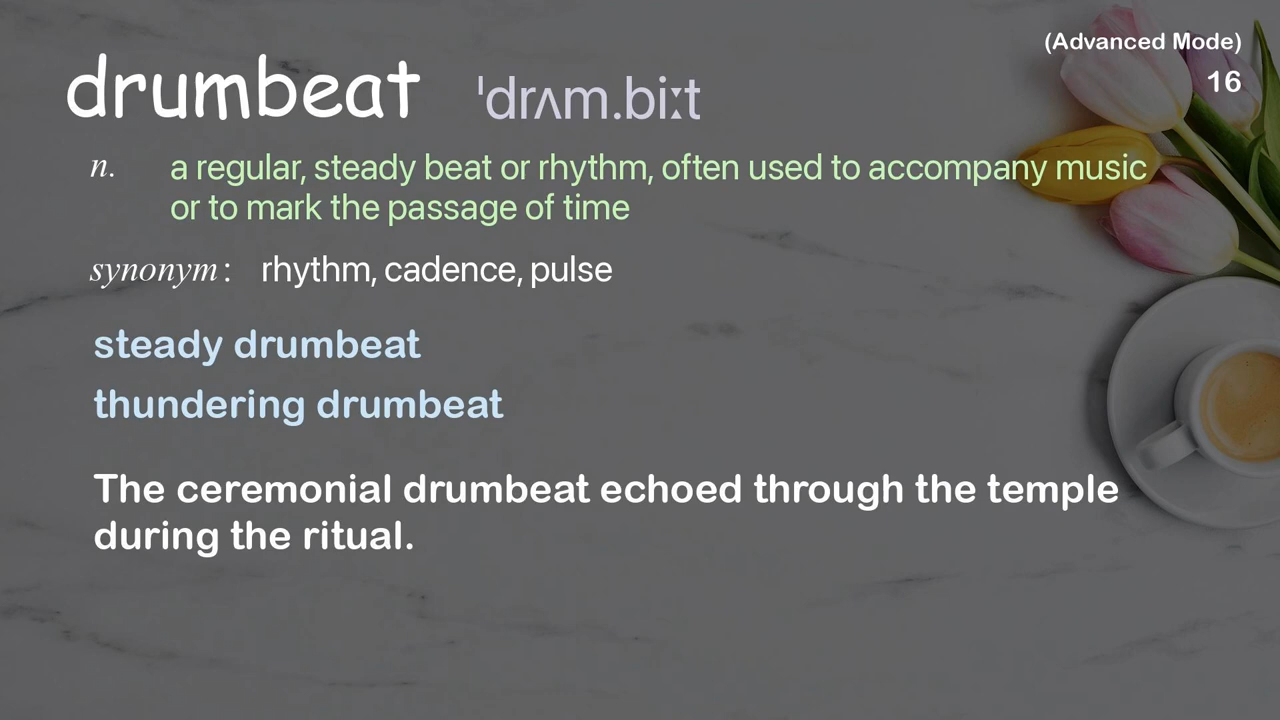 (Advanced Mode)
16
drumbeat ˈdrʌm.biːt
n. a regular, steady beat or rhythm, often used to accompany music
or to mark the passage of time
synonym: rhythm, cadence, pulse
steady drumbeat
thundering drumbeat
The ceremonial drumbeat echoed through the temple
during the ritual.